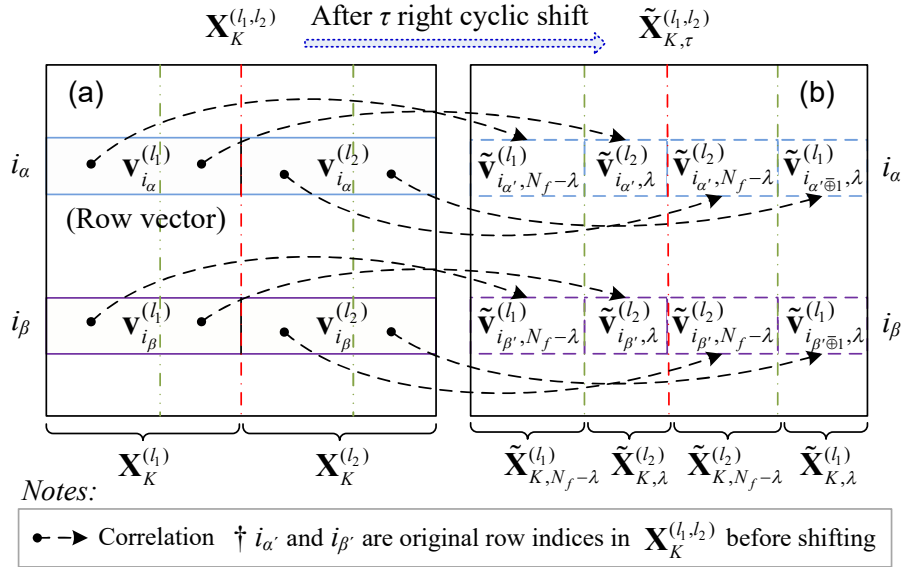 X_K^{(l_1,l_2)} After τ right cyclic shift X̃_{K,τ}^{(l_1,l_2)}
(a) (b)
i_α v_{i_α}^{(l_1)} v_{i_α}^{(l_2)} ṽ_{i_{α′},N_f−λ}^{(l_1)} ṽ_{i_{α′},λ}^{(l_2)} ṽ_{i_{α′},N_f−λ}^{(l_2)} ṽ_{i_{α′⊕̄1},λ}^{(l_1)} i_α
(Row vector)
i_β v_{i_β}^{(l_1)} v_{i_β}^{(l_2)} ṽ_{i_{β′},N_f−λ}^{(l_1)} ṽ_{i_{β′},λ}^{(l_2)} ṽ_{i_{β′},N_f−λ}^{(l_2)} ṽ_{i_{β′⊕̄1},λ}^{(l_1)} i_β
X_K^{(l_1)} X_K^{(l_2)} X̃_{K,N_f−λ}^{(l_1)} X̃_{K,λ}^{(l_2)} X̃_{K,N_f−λ}^{(l_2)} X̃_{K,λ}^{(l_1)}
Notes:
Correlation † i_{α′} and i_{β′} are original row indices in X_K^{(l_1,l_2)} before shifting